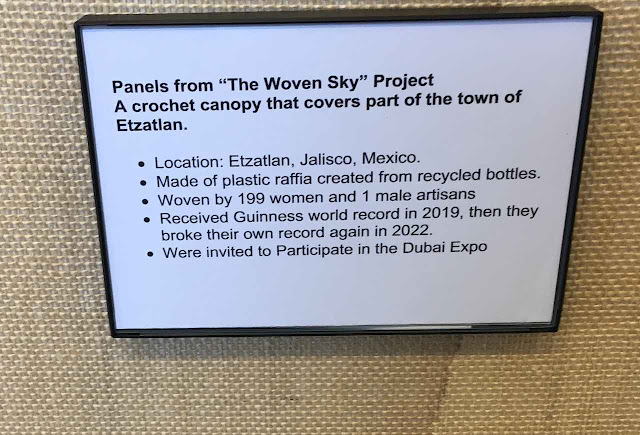 Panels from “The Woven Sky” Project
A crochet canopy that covers part of the town of
Etzatlan.
• Location: Etzatlan, Jalisco, Mexico.
• Made of plastic raffia created from recycled bottles.
• Woven by 199 women and 1 male artisans
• Received Guinness world record in 2019, then they
broke their own record again in 2022.
• Were invited to Participate in the Dubai Expo